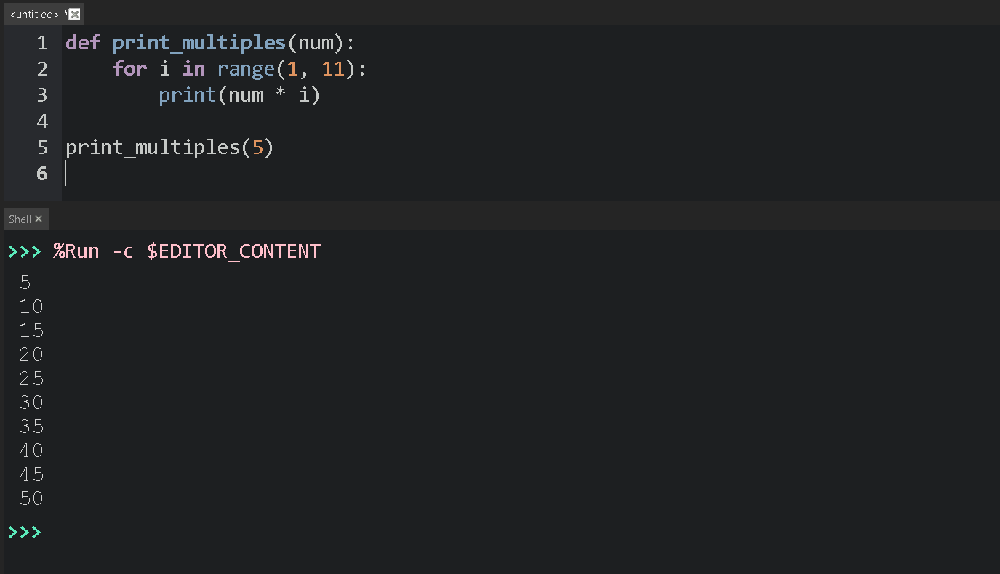 <untitled> *
1 def print_multiples(num):
2     for i in range(1, 11):
3         print(num * i)
4
5 print_multiples(5)
6
Shell
>>> %Run -c $EDITOR_CONTENT
5
10
15
20
25
30
35
40
45
50
>>>